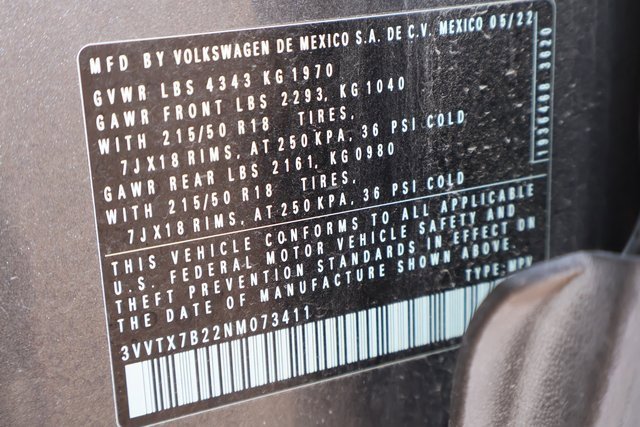 MFD BY VOLKSWAGEN DE MEXICO S.A. DE C.V. MEXICO 05/22
GVWR LBS 4343 KG 1970
GAWR FRONT LBS 2293, KG 1040
WITH 215/50 R18 TIRES,
7JX18 RIMS, AT 250 KPA, 36 PSI COLD
GAWR REAR LBS 2161, KG 0980
WITH 215/50 R18 TIRES,
7JX18 RIMS, AT 250 KPA, 36 PSI COLD
THIS VEHICLE CONFORMS TO ALL APPLICABLE
U.S. FEDERAL MOTOR VEHICLE SAFETY AND
THEFT PREVENTION STANDARDS IN EFFECT ON
THE DATE OF MANUFACTURE SHOWN ABOVE.
3VVTX7B22NM073411 TYPE-MPV